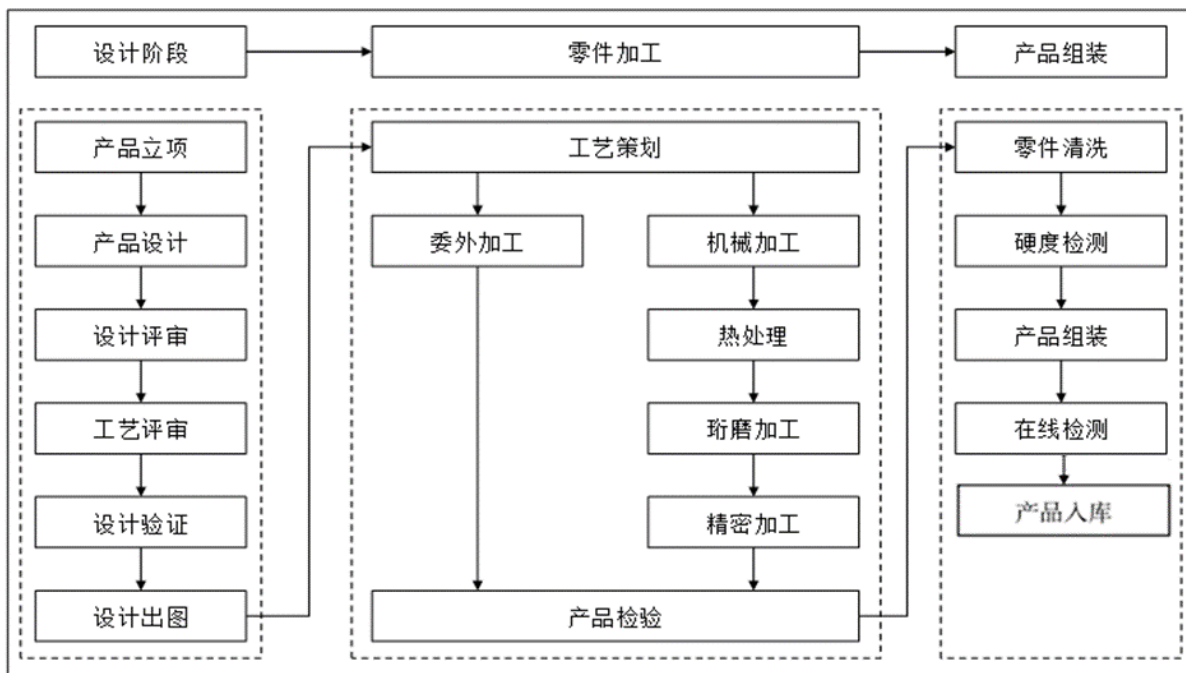 设计阶段
零件加工
产品组装
产品立项
产品设计
设计评审
工艺评审
设计验证
设计出图
工艺策划
委外加工
机械加工
热处理
珩磨加工
精密加工
产品检验
零件清洗
硬度检测
产品组装
在线检测
产品入库